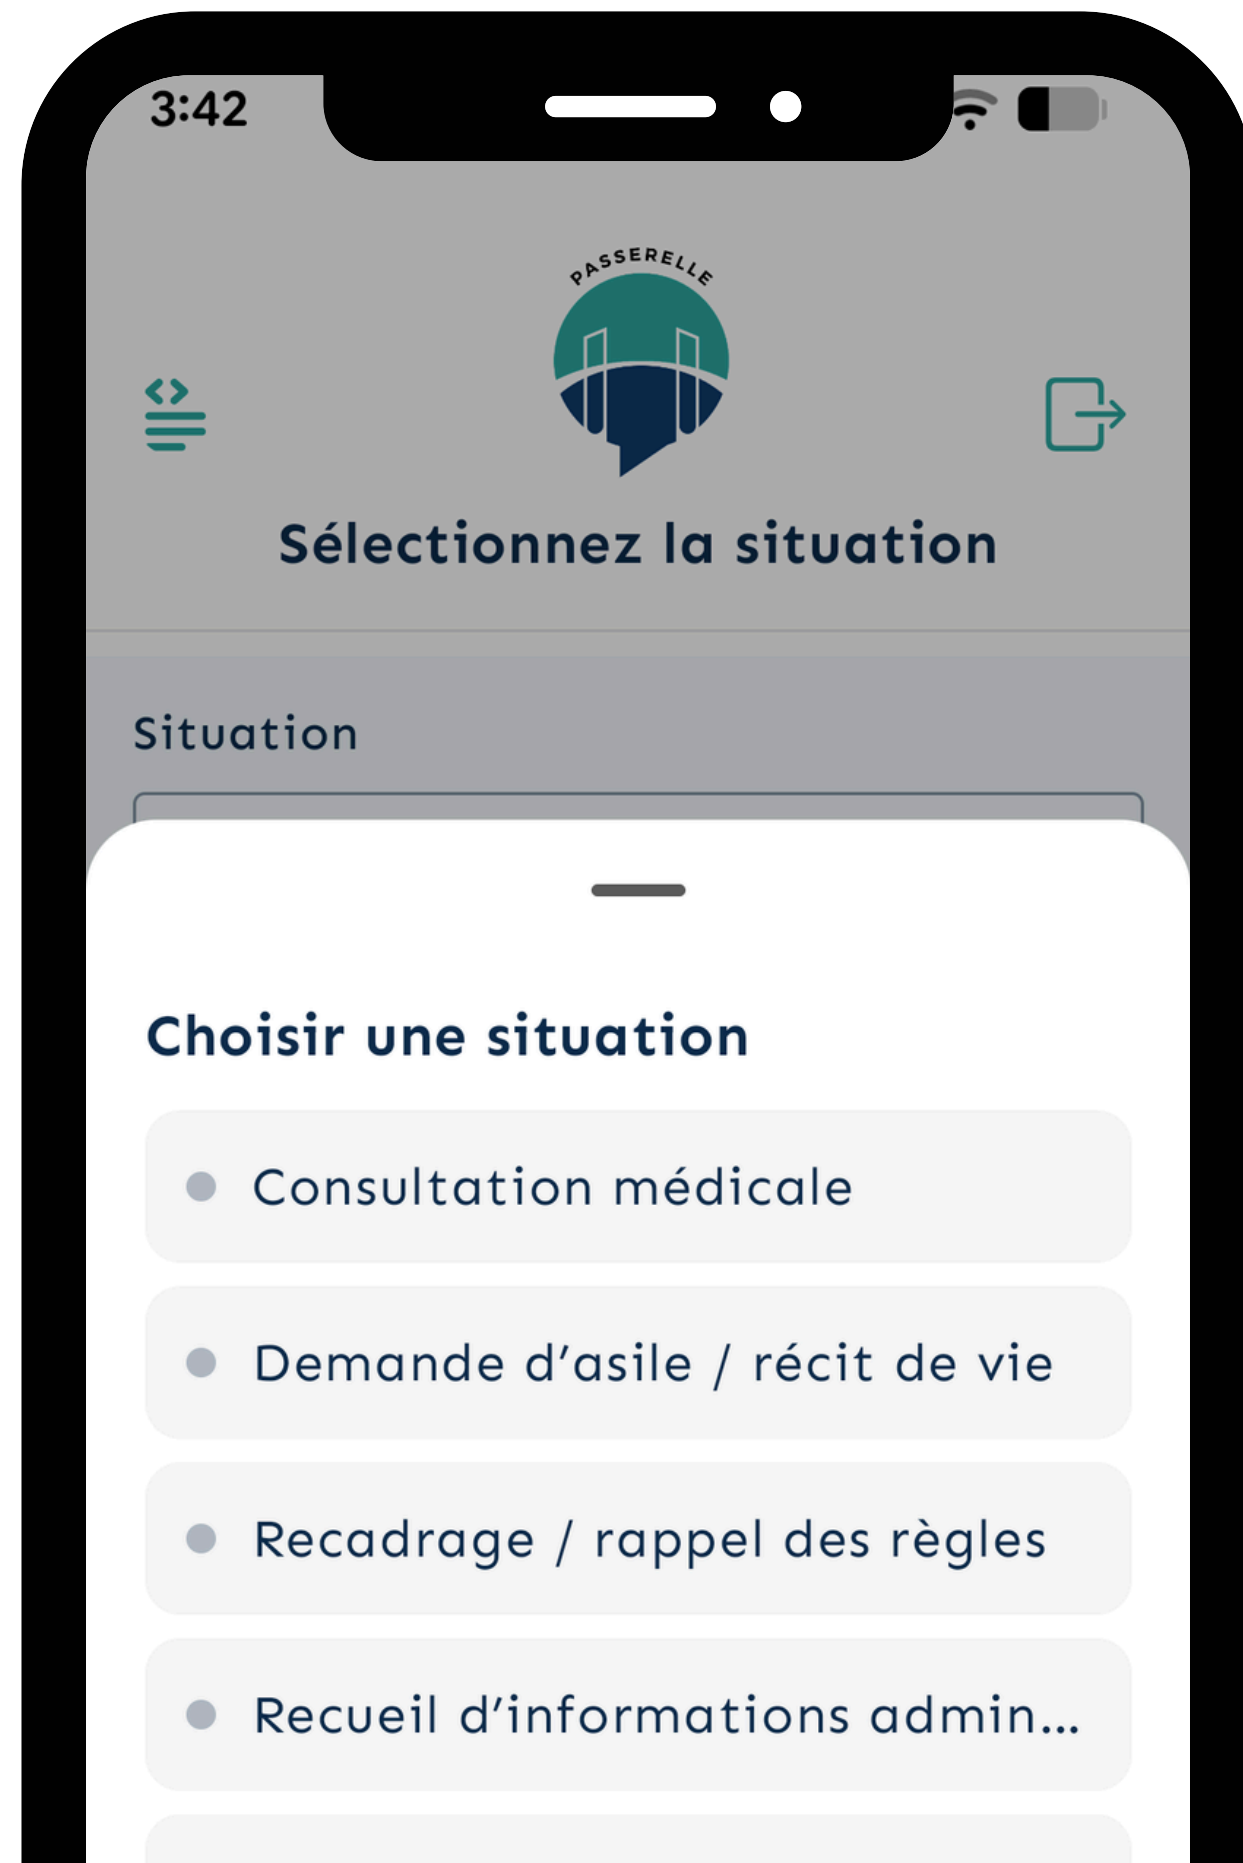 3:42
PASSERELLE
Sélectionnez la situation
Situation
Choisir une situation
Consultation médicale
Demande d’asile / récit de vie
Recadrage / rappel des règles
Recueil d’informations admin...